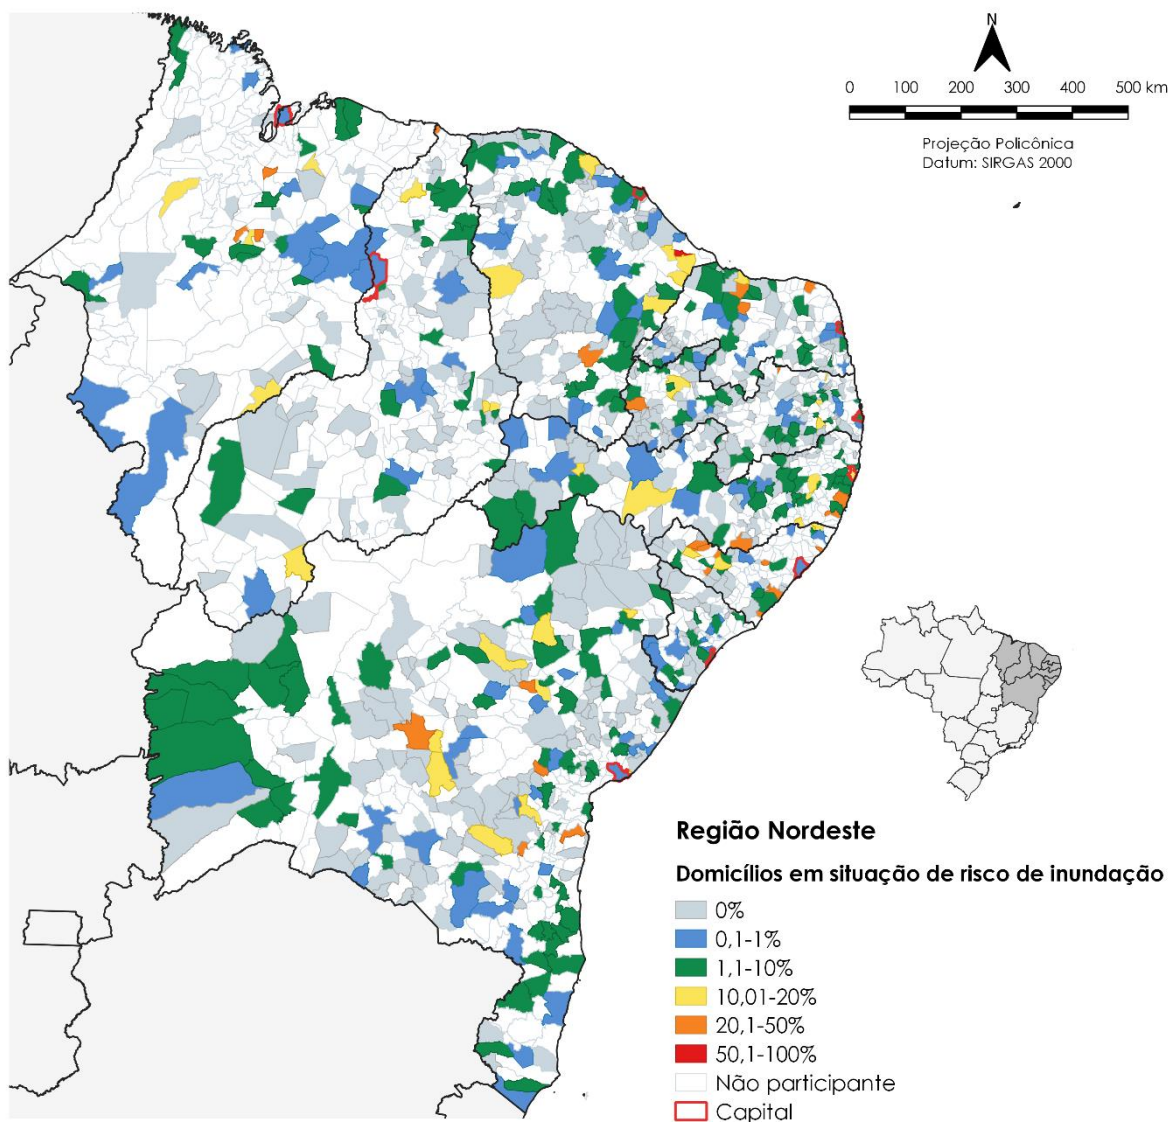 N
0 100 200 300 400 500 km
Projeção Policônica
Datum: SIRGAS 2000
Região Nordeste
Domicílios em situação de risco de inundação
0%
0,1-1%
1,1-10%
10,01-20%
20,1-50%
50,1-100%
Não participante
Capital